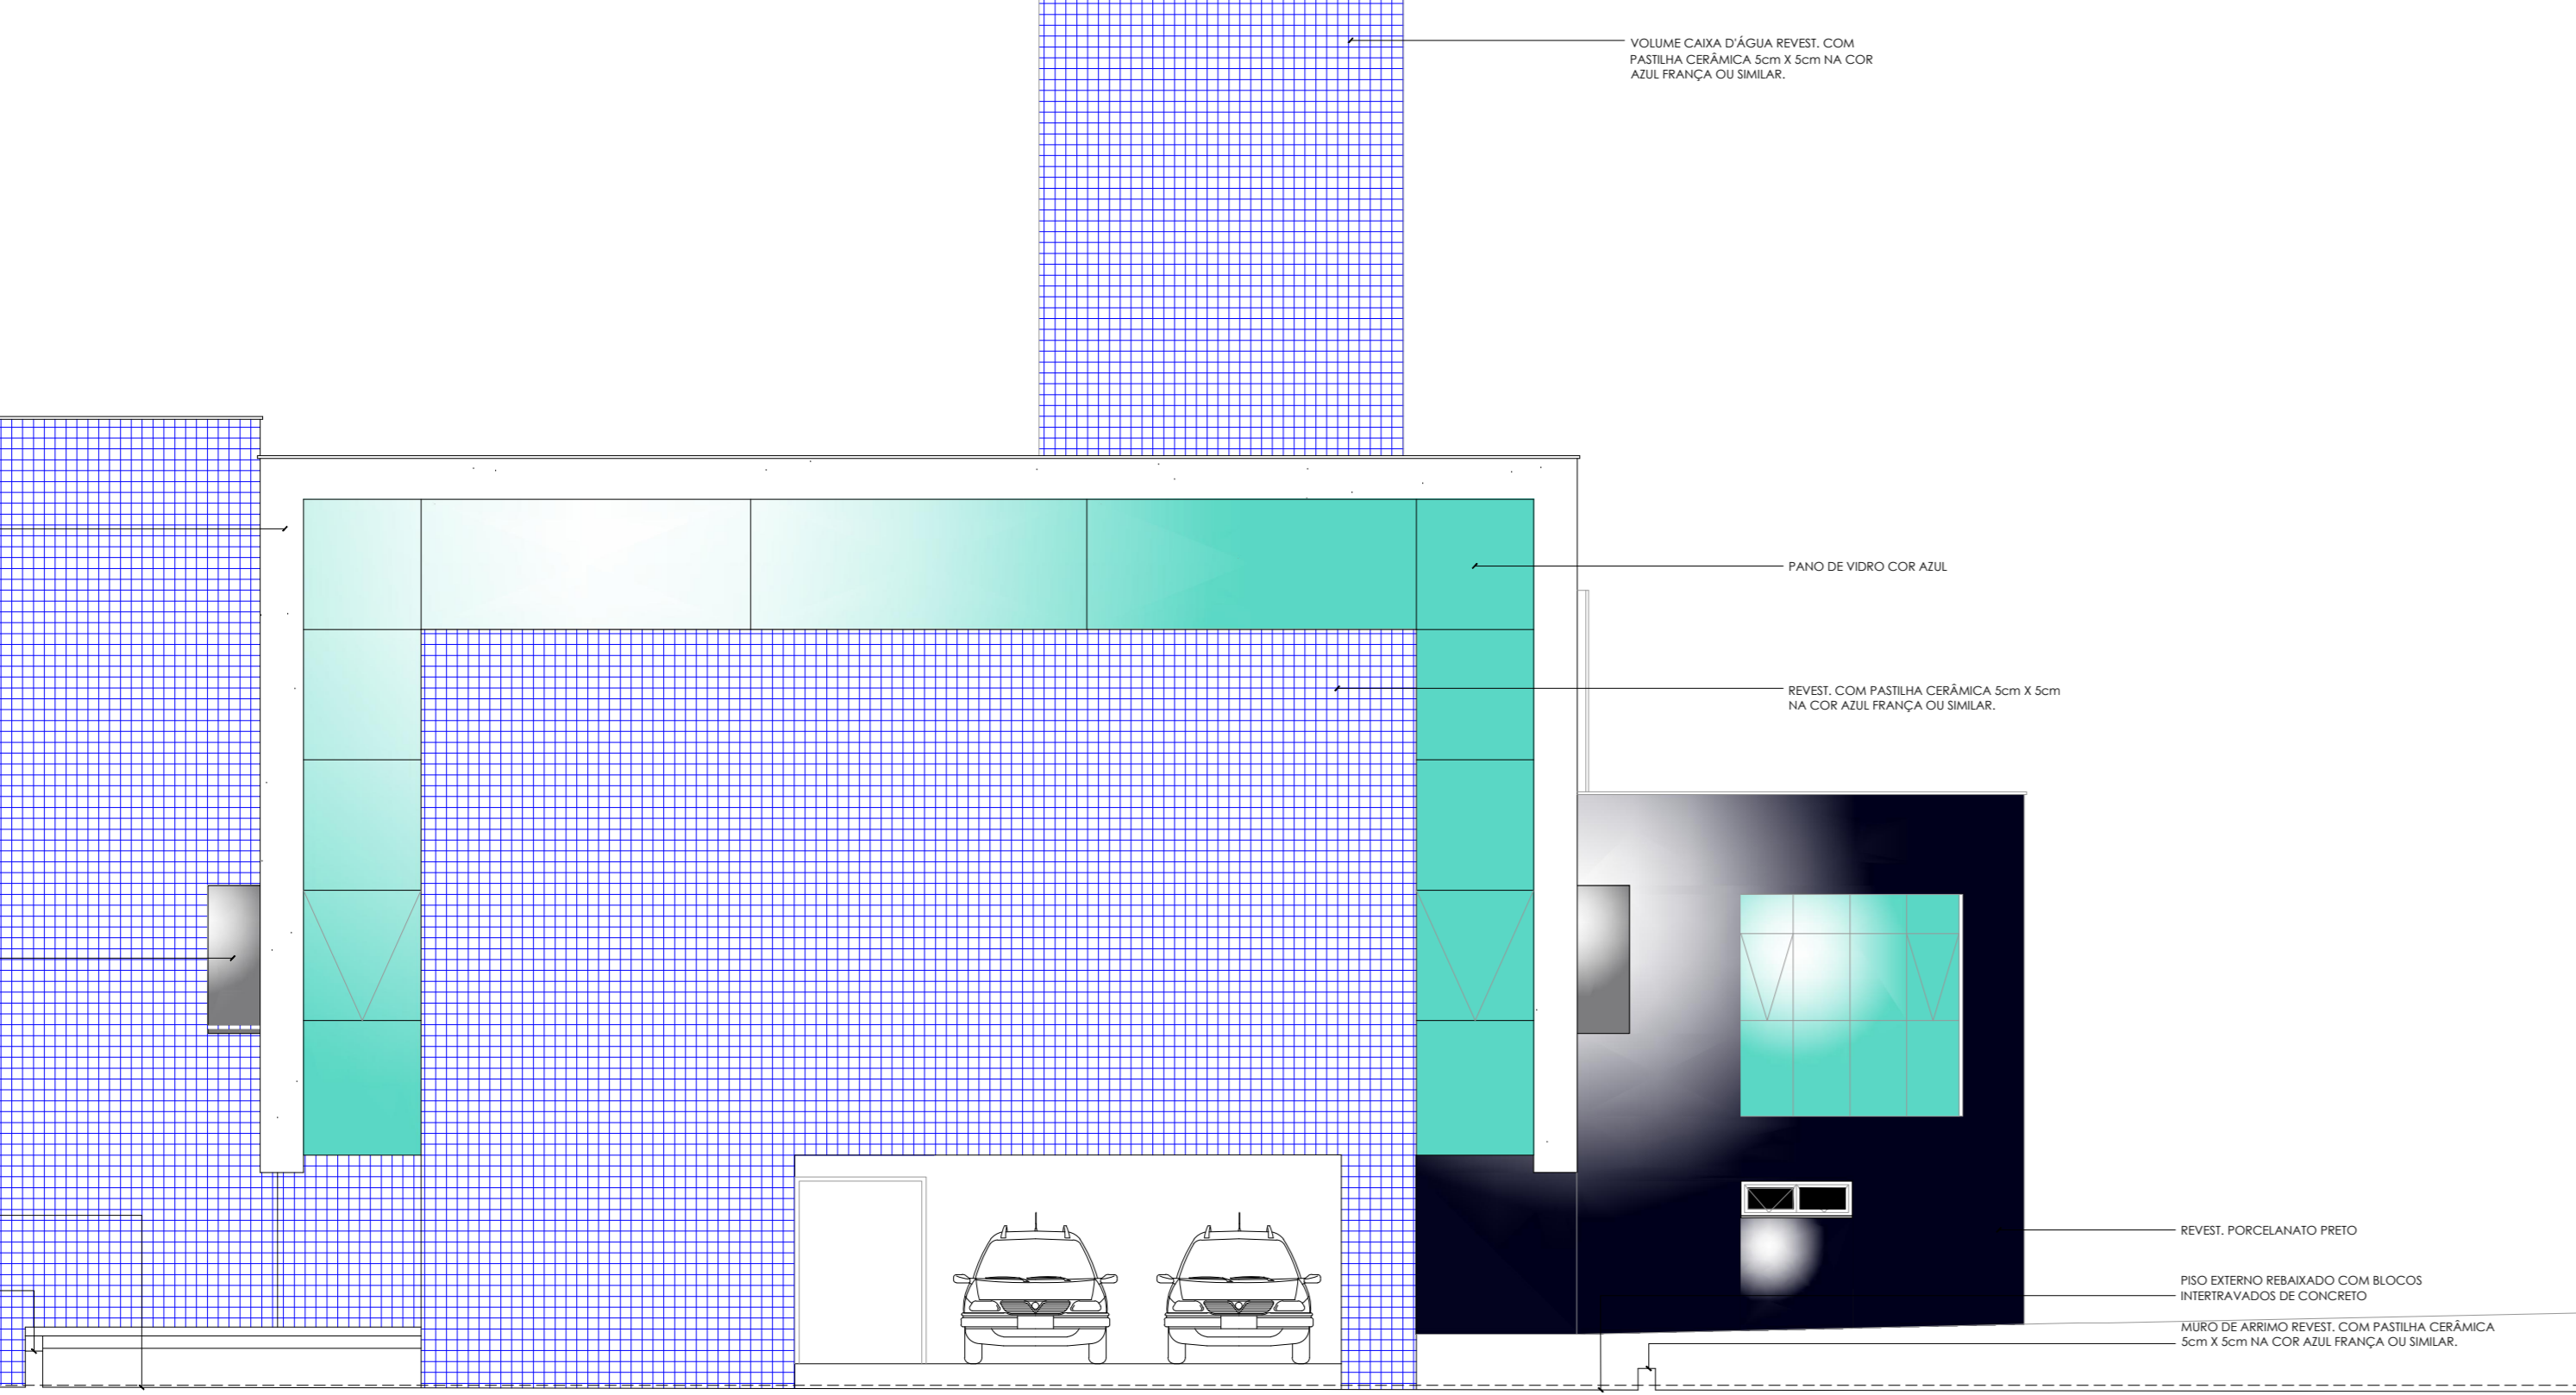 VOLUME CAIXA D'ÁGUA REVEST. COM
PASTILHA CERÂMICA 5cm X 5cm NA COR
AZUL FRANÇA OU SIMILAR.
PANO DE VIDRO COR AZUL
REVEST. COM PASTILHA CERÂMICA 5cm X 5cm
NA COR AZUL FRANÇA OU SIMILAR.
REVEST. PORCELANATO PRETO
PISO EXTERNO REBAIXADO COM BLOCOS
INTERTRAVADOS DE CONCRETO
MURO DE ARRIMO REVEST. COM PASTILHA CERÂMICA
5cm X 5cm NA COR AZUL FRANÇA OU SIMILAR.